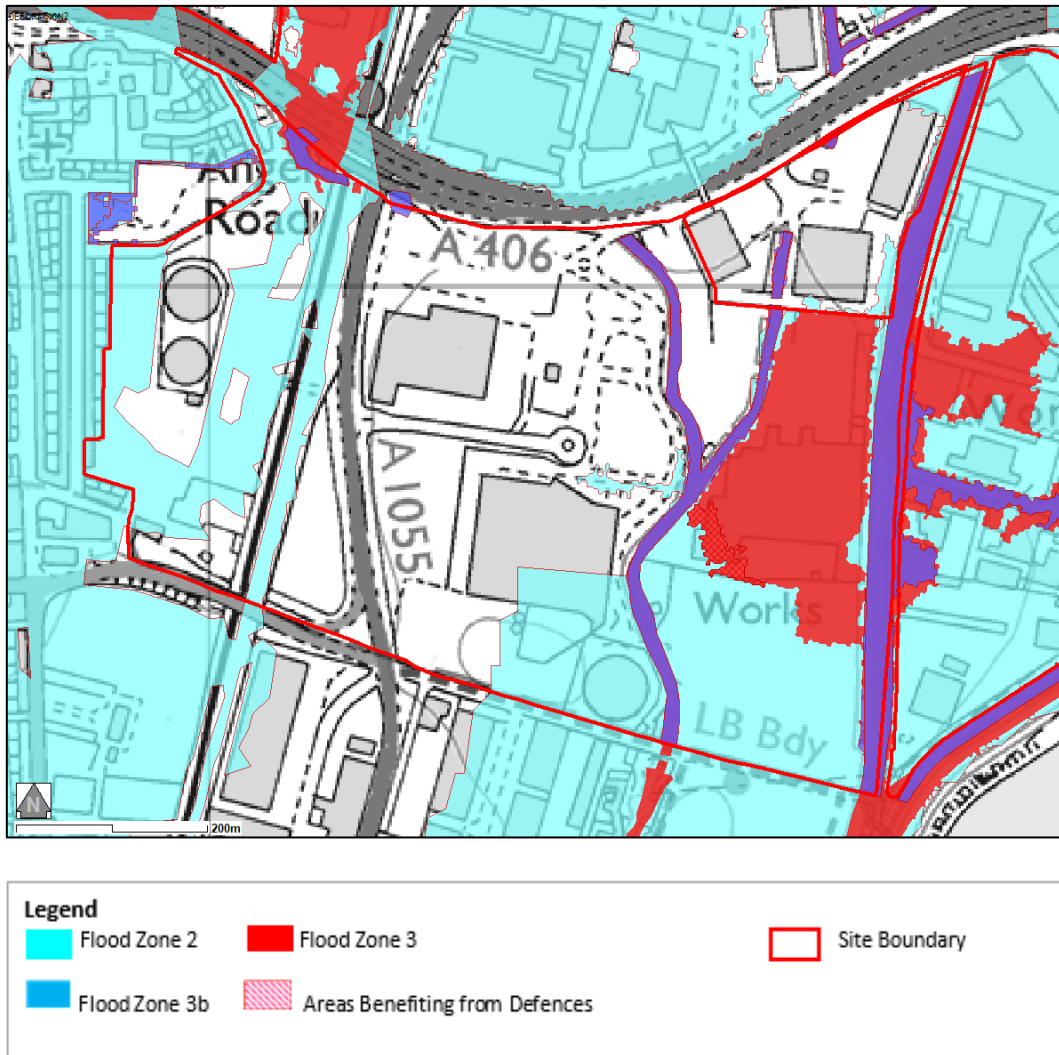 Road
A 406
A 1055
Works
LB Bdy
N
200m
Legend
Flood Zone 2
Flood Zone 3
Site Boundary
Flood Zone 3b
Areas Benefiting from Defences